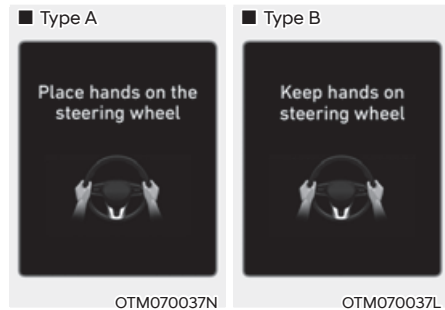 ■ Type A
Place hands on the
steering wheel
OTM070037N
■ Type B
Keep hands on
steering wheel
OTM070037L